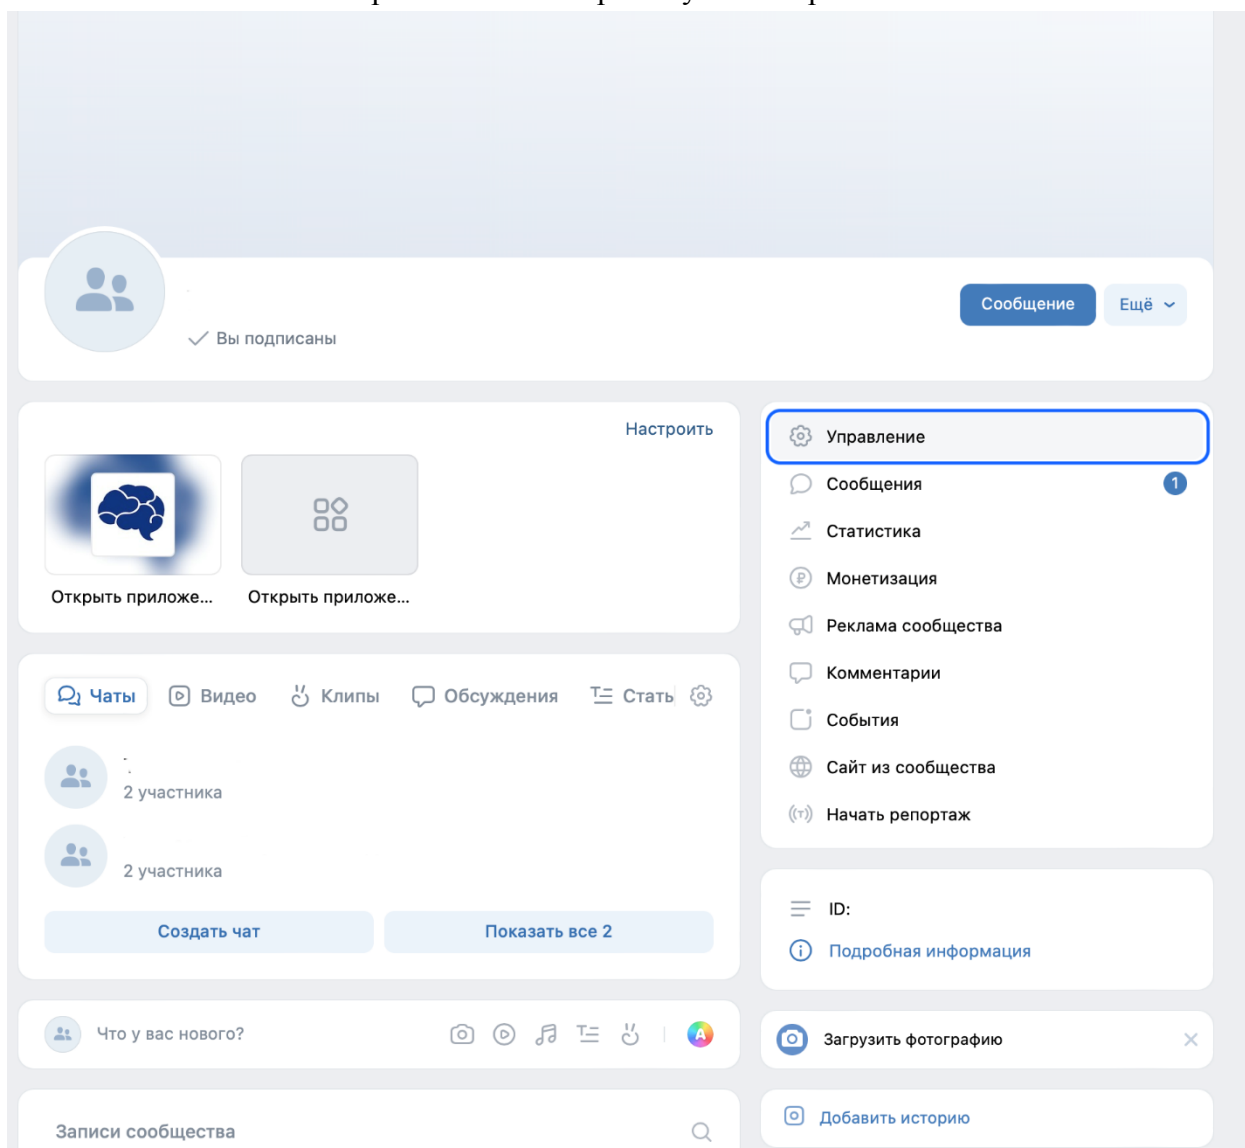 Сообщение
Ещё
Вы подписаны
Настроить
Открыть приложе...
Открыть приложе...
Чаты
Видео
Клипы
Обсуждения
Стать
2 участника
2 участника
Создать чат
Показать все 2
Что у вас нового?
Записи сообщества
Управление
Сообщения 1
Статистика
Монетизация
Реклама сообщества
Комментарии
События
Сайт из сообщества
Начать репортаж
ID:
Подробная информация
Загрузить фотографию
Добавить историю